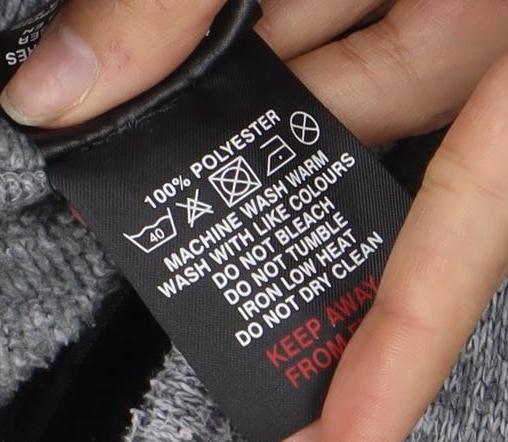 100% POLYESTER
40
MACHINE WASH WARM
WASH WITH LIKE COLOURS
DO NOT BLEACH
DO NOT TUMBLE
IRON LOW HEAT
DO NOT DRY CLEAN
KEEP AWAY
FROM